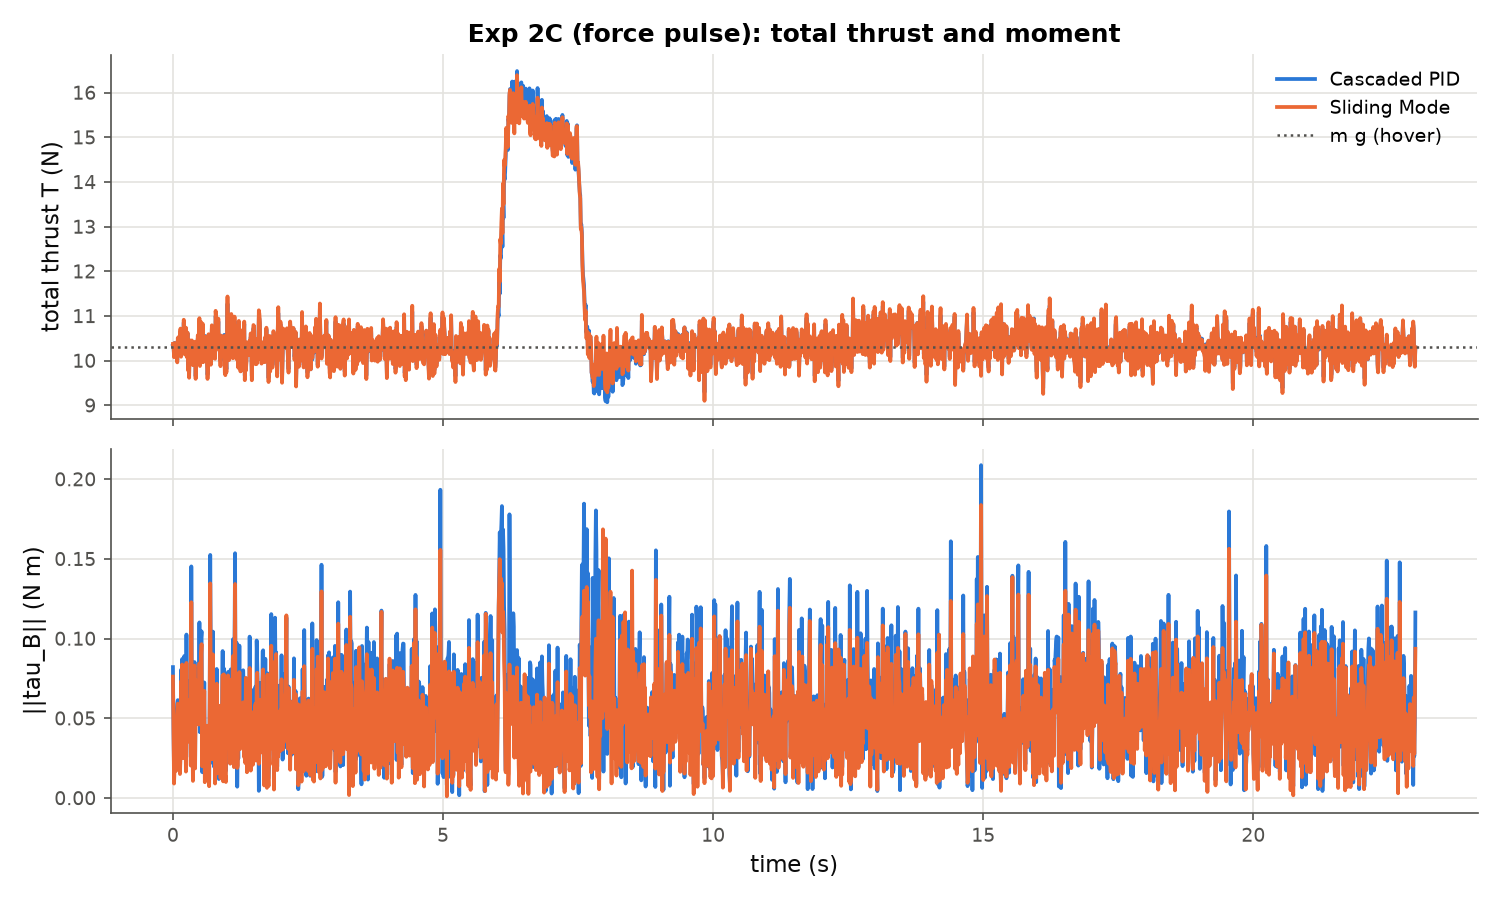 Exp 2C (force pulse): total thrust and moment
total thrust T (N)
16
15
14
13
12
11
10
9
Cascaded PID
Sliding Mode
m g (hover)
||tau_B|| (N m)
0.20
0.15
0.10
0.05
0.00
0 5 10 15 20
time (s)